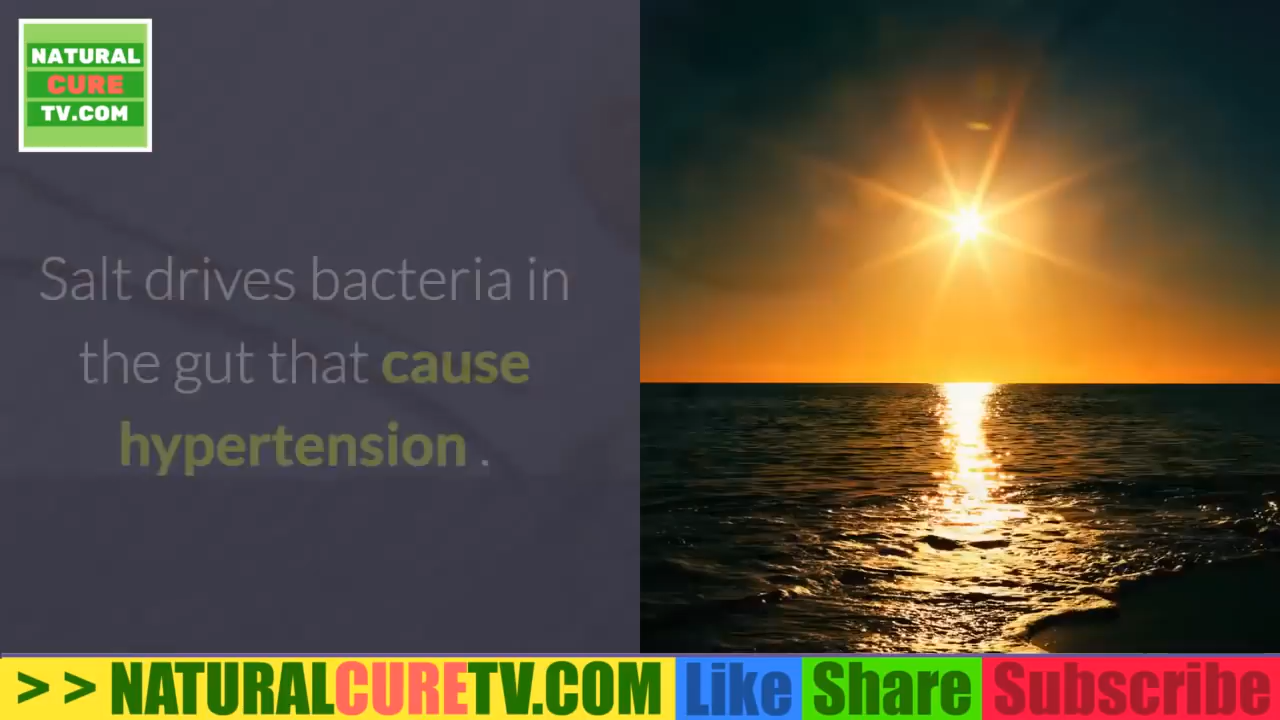 NATURAL
CURE
TV.COM
Salt drives bacteria in
the gut that cause
hypertension .
>> NATURALCURETV.COM Like Share Subscribe